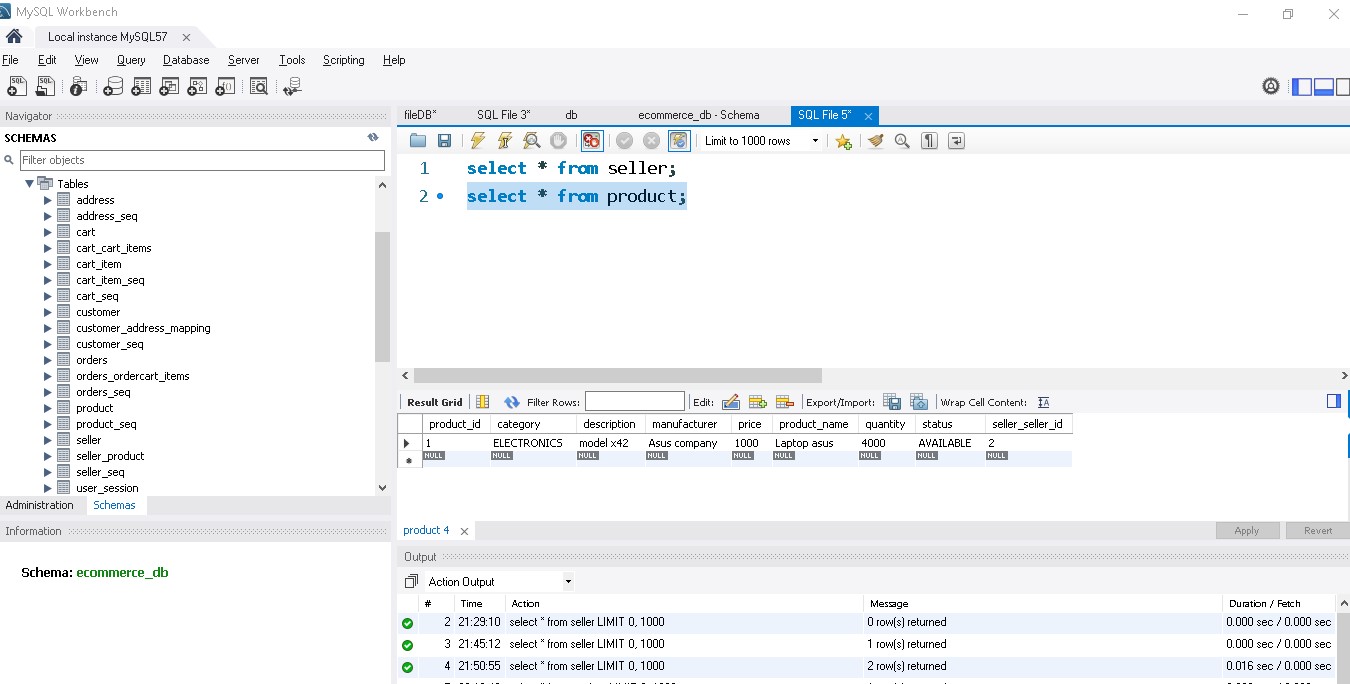 MySQL Workbench
Local instance MySQL57
File Edit View Query Database Server Tools Scripting Help
Navigator
SCHEMAS
Filter objects
Tables
address
address_seq
cart
cart_cart_items
cart_item
cart_item_seq
cart_seq
customer
customer_address_mapping
customer_seq
orders
orders_ordercart_items
orders_seq
product
product_seq
seller
seller_product
seller_seq
user_session
Administration Schemas
Information
Schema: ecommerce_db
fileDB* SQL File 3* db ecommerce_db - Schema SQL File 5*
Limit to 1000 rows
1 select * from seller;
2 select * from product;
Result Grid Filter Rows: Edit: Export/Import: Wrap Cell Content:
product_id category description manufacturer price product_name quantity status seller_seller_id
1 ELECTRONICS model x42 Asus company 1000 Laptop asus 4000 AVAILABLE 2
NULL NULL NULL NULL NULL NULL NULL NULL NULL
product 4
Apply Revert
Output
Action Output
# Time Action Message Duration / Fetch
2 21:29:10 select * from seller LIMIT 0, 1000 0 row(s) returned 0.000 sec / 0.000 sec
3 21:45:12 select * from seller LIMIT 0, 1000 1 row(s) returned 0.000 sec / 0.000 sec
4 21:50:55 select * from seller LIMIT 0, 1000 2 row(s) returned 0.016 sec / 0.000 sec